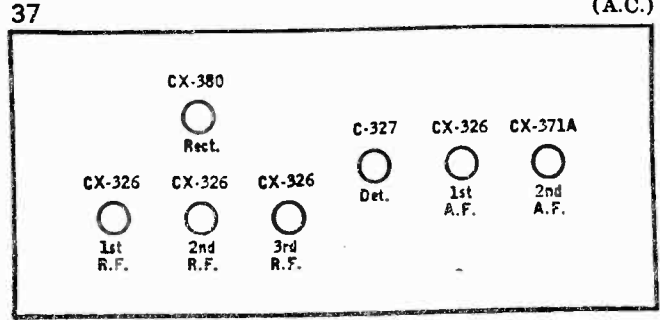 37
(A.C.)
CX-380
Rect.
C-327 CX-326 CX-371A
Det. 1st 2nd
A.F. A.F.
CX-326 CX-326 CX-326
1st 2nd 3rd
R.F. R.F. R.F.